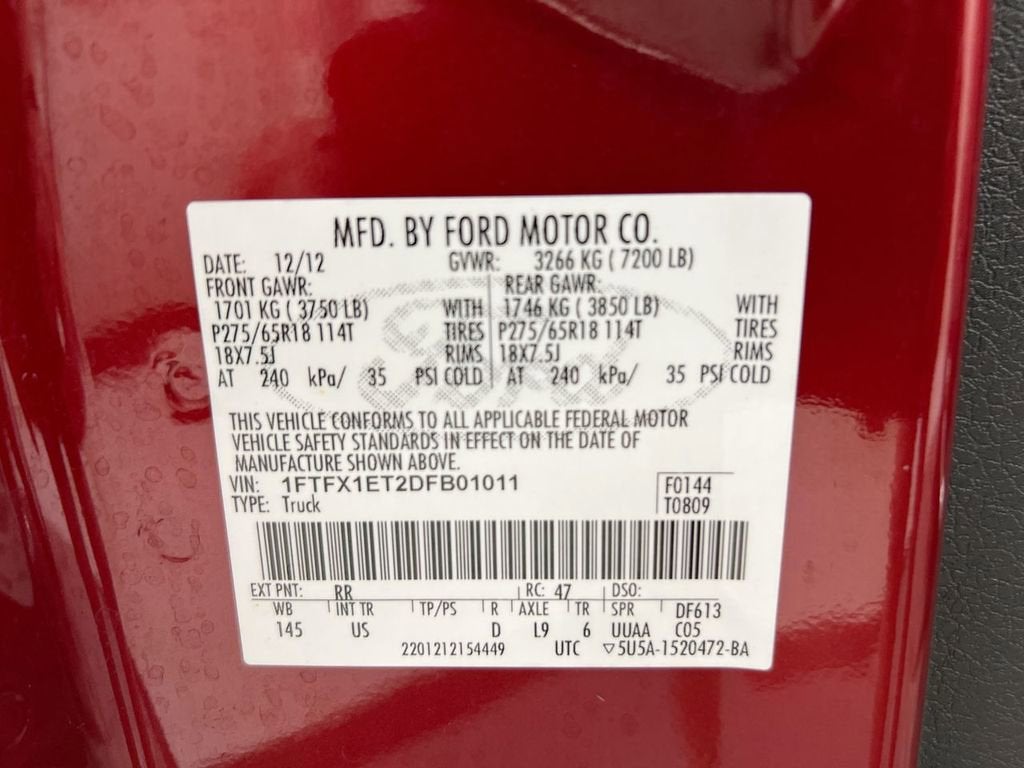 MFD. BY FORD MOTOR CO.
DATE: 12/12 GVWR: 3266 KG ( 7200 LB)
FRONT GAWR: REAR GAWR:
1701 KG ( 3750 LB) WITH 1746 KG ( 3850 LB) WITH
P275/65R18 114T TIRES P275/65R18 114T TIRES
18X7.5J RIMS 18X7.5J RIMS
AT 240 kPa/ 35 PSI COLD AT 240 kPa/ 35 PSI COLD
Ford
THIS VEHICLE CONFORMS TO ALL APPLICABLE FEDERAL MOTOR
VEHICLE SAFETY STANDARDS IN EFFECT ON THE DATE OF
MANUFACTURE SHOWN ABOVE.
VIN: 1FTFX1ET2DFB01011 F0144
TYPE: Truck T0809
EXT PNT: RR RC: 47 DSO:
WB INT TR TP/PS R AXLE TR SPR DF613
145 US D L9 6 UUAA C05
2201212154449 UTC ▽5U5A-1520472-BA